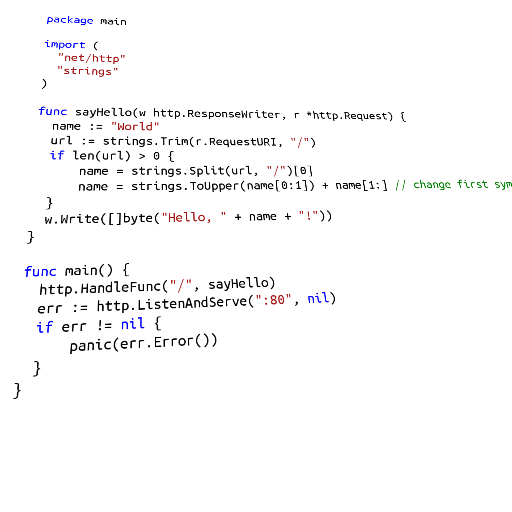 package main

import (
"net/http"
"strings"
)

func sayHello(w http.ResponseWriter, r *http.Request) {
name := "World"
url := strings.Trim(r.RequestURI, "/")
if len(url) > 0 {
name = strings.Split(url, "/")[0]
name = strings.ToUpper(name[0:1]) + name[1:] // change first sym
}
w.Write([]byte("Hello, " + name + "!"))
}

func main() {
http.HandleFunc("/", sayHello)
err := http.ListenAndServe(":80", nil)
if err != nil {
panic(err.Error())
}
}